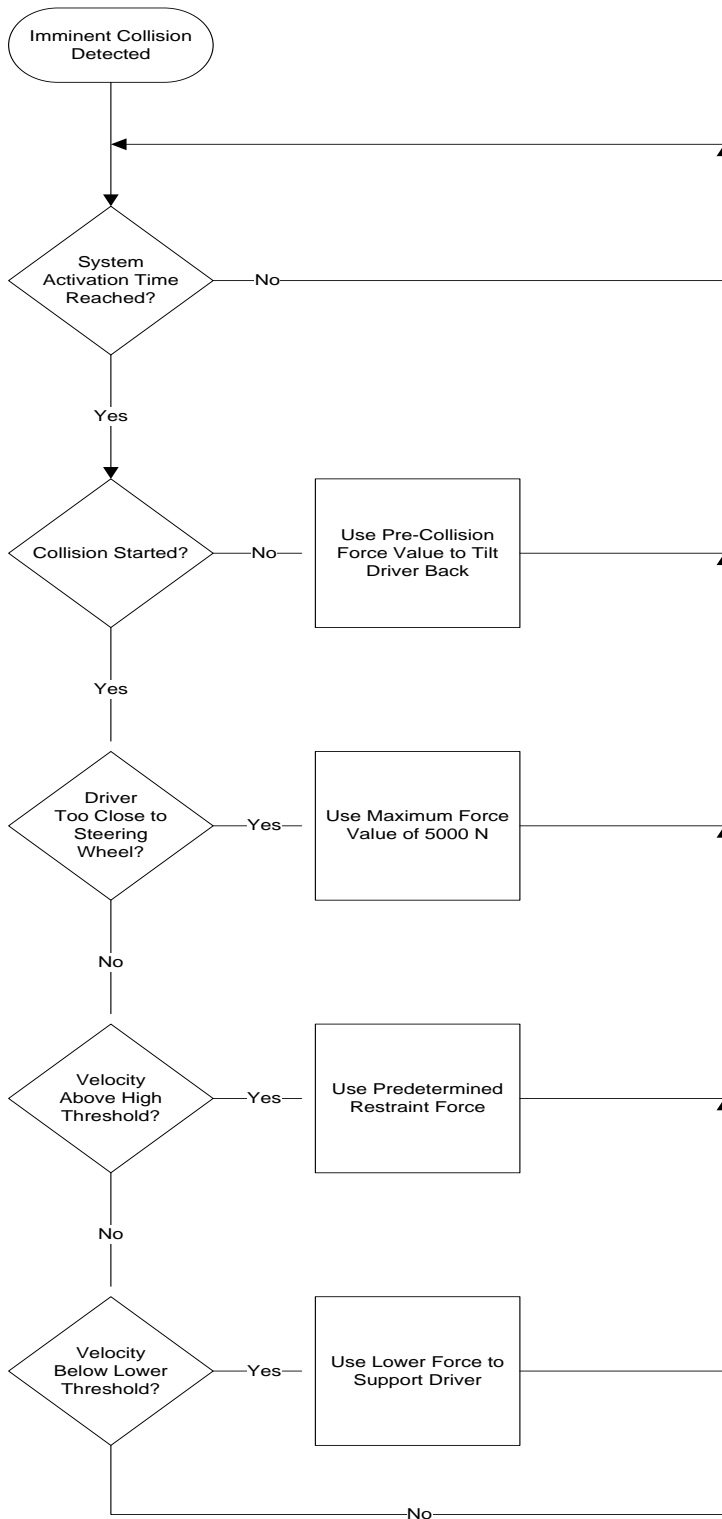 Imminent Collision
Detected
System
Activation Time
Reached?
No
Yes
Collision Started?
No
Use Pre-Collision
Force Value to Tilt
Driver Back
Yes
Driver
Too Close to
Steering
Wheel?
Yes
Use Maximum Force
Value of 5000 N
No
Velocity
Above High
Threshold?
Yes
Use Predetermined
Restraint Force
No
Velocity
Below Lower
Threshold?
Yes
Use Lower Force to
Support Driver
No